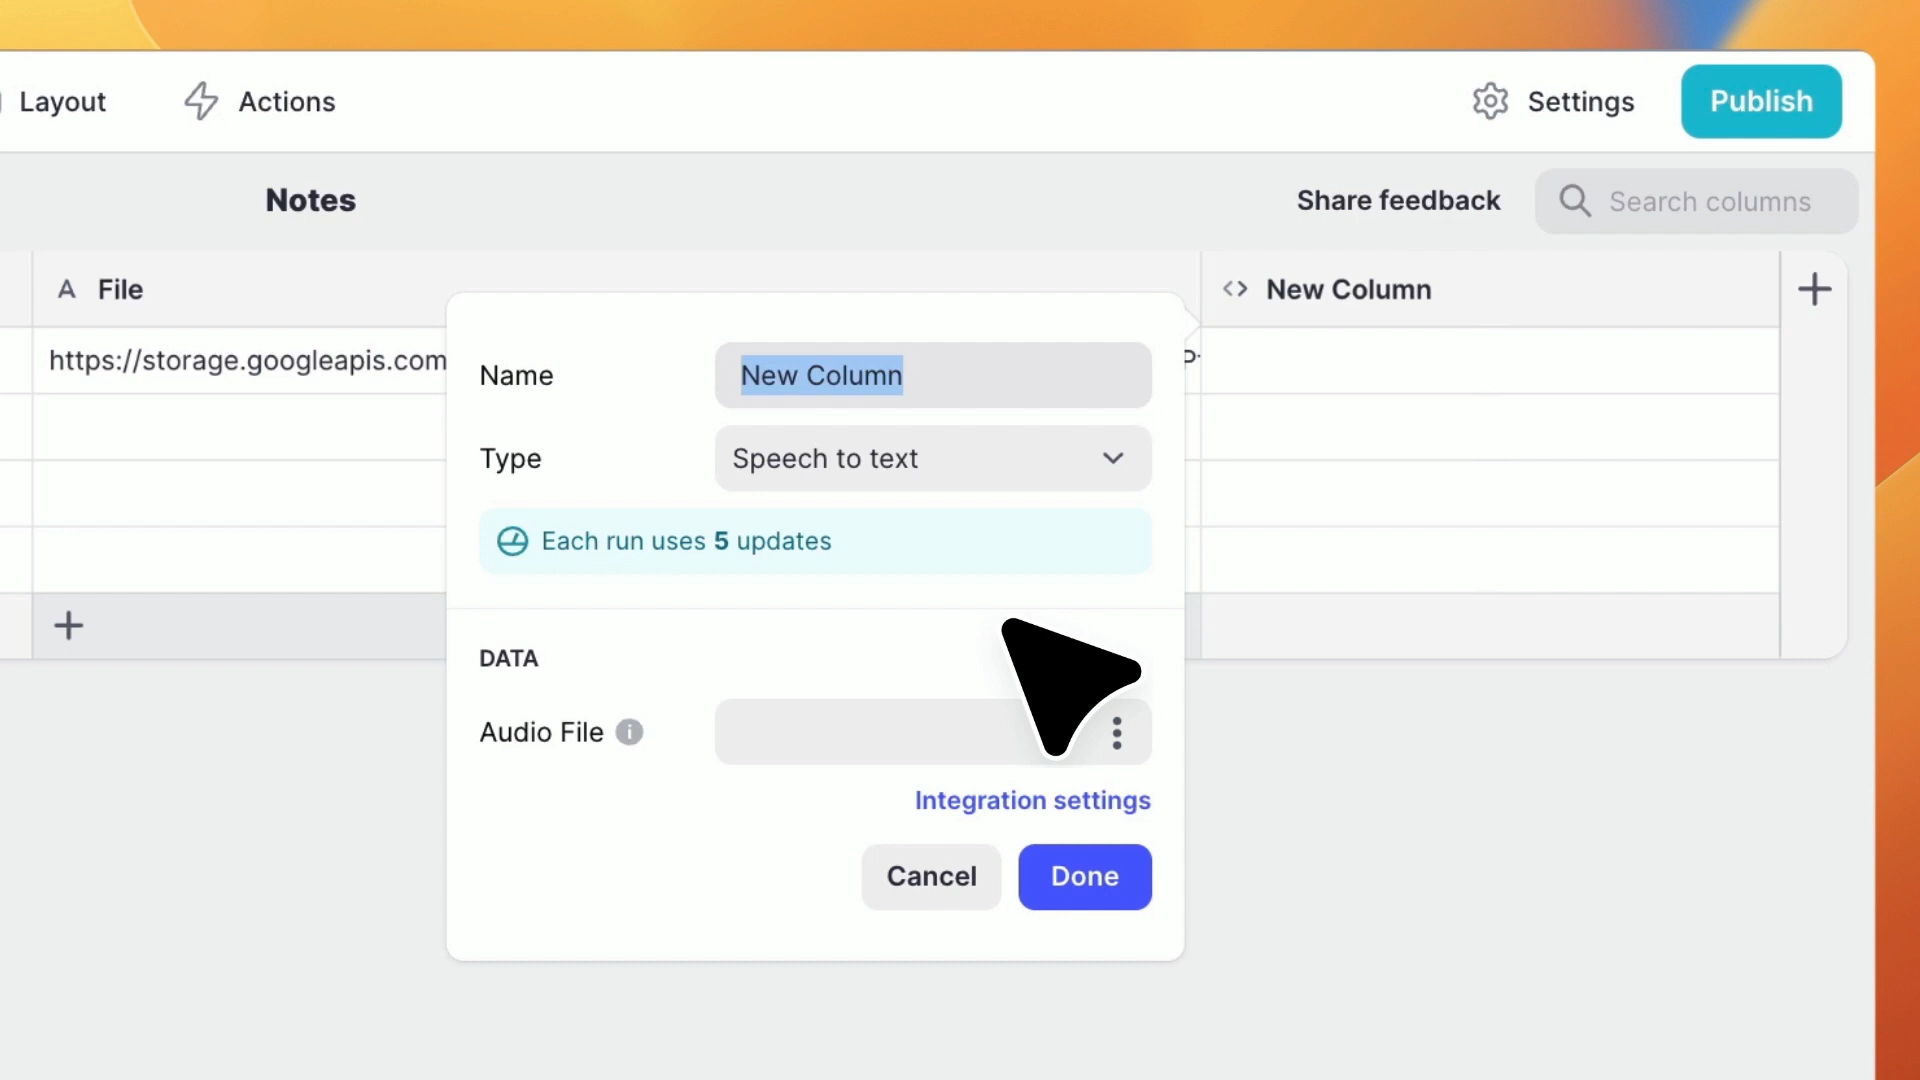 Layout
Actions
Settings
Publish
Notes
Share feedback
Search columns
A File
<> New Column
https://storage.googleapis.com
Name
New Column
Type
Speech to text
Each run uses 5 updates
DATA
Audio File
Integration settings
Cancel
Done